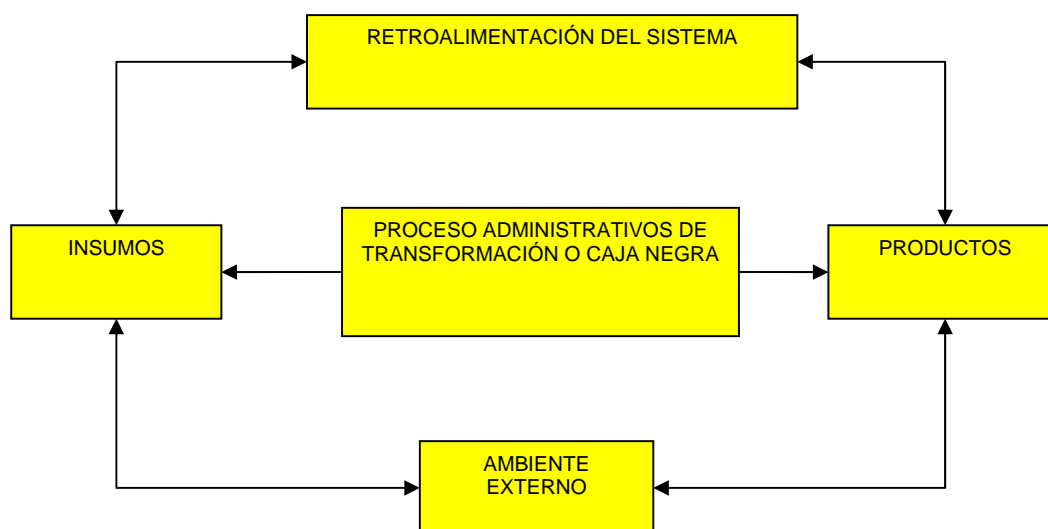 RETROALIMENTACIÓN DEL SISTEMA
INSUMOS
PROCESO ADMINISTRATIVOS DE
TRANSFORMACIÓN O CAJA NEGRA
PRODUCTOS
AMBIENTE
EXTERNO